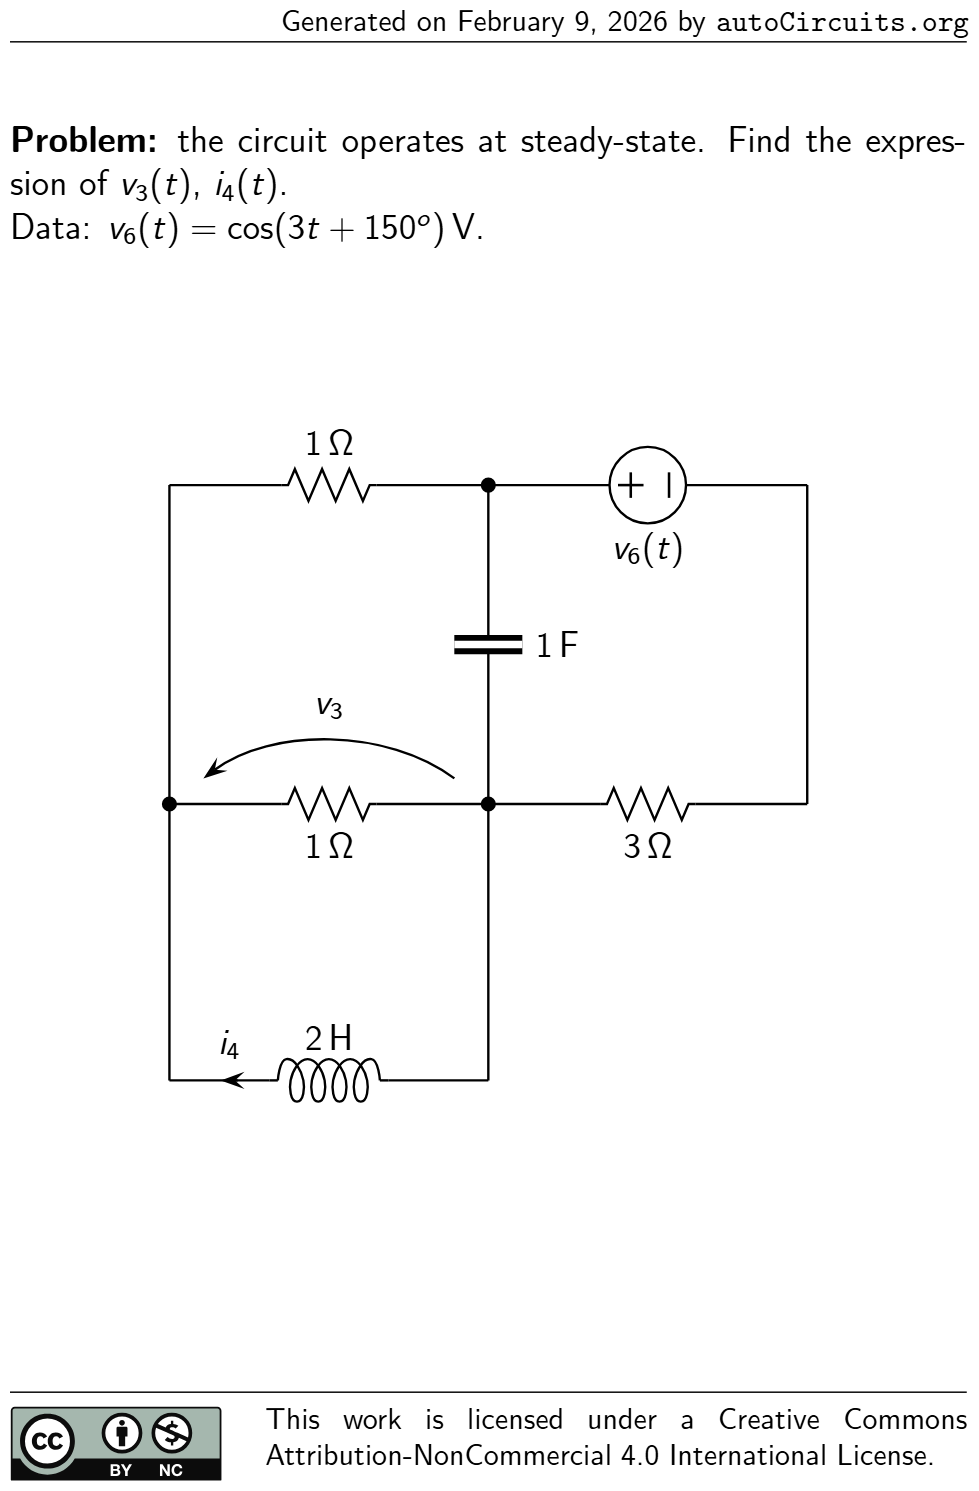 Generated on February 9, 2026 by autoCircuits.org
Problem: the circuit operates at steady-state. Find the expres-
sion of v₃(t), i₄(t).
Data: v₆(t) = cos(3t + 150°) V.
1 Ω
+ −
v₆(t)
1 F
v₃
1 Ω
3 Ω
2 H
i₄
This work is licensed under a Creative Commons
Attribution-NonCommercial 4.0 International License.
cc
BY NC